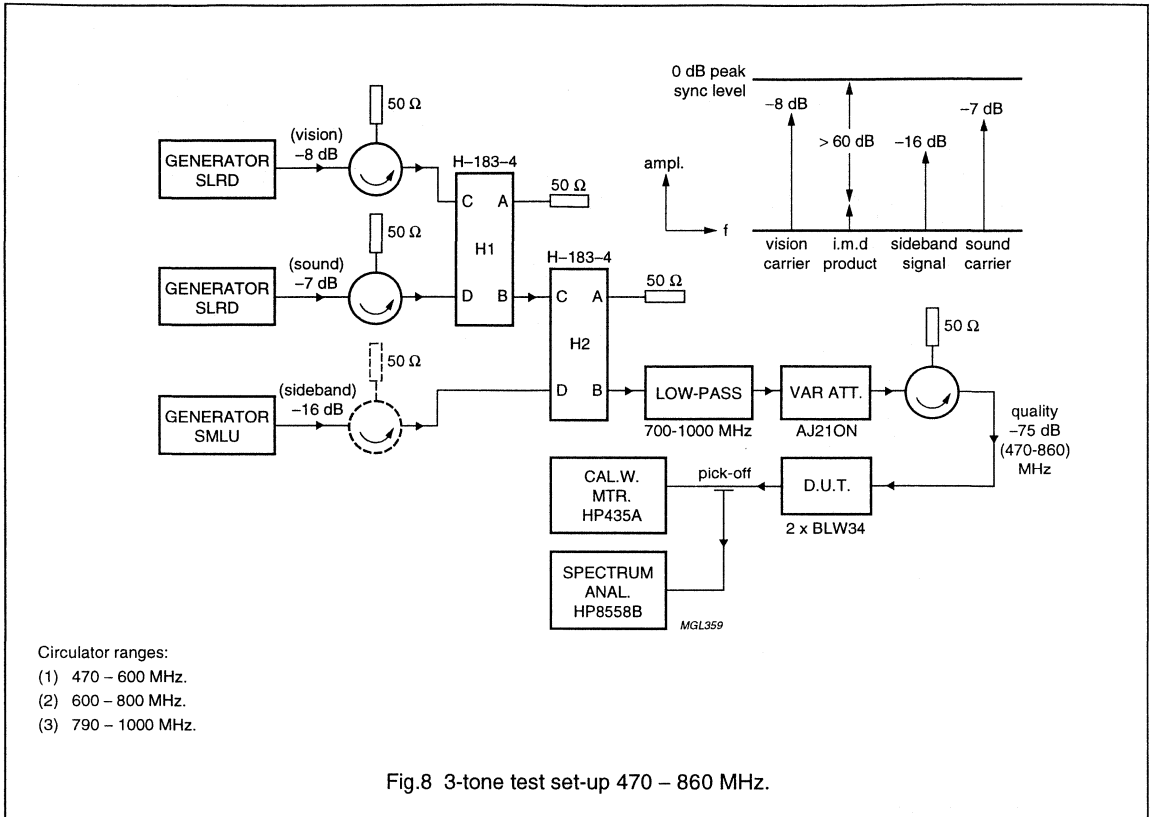 0 dB peak
sync level
–8 dB
> 60 dB
–16 dB
–7 dB
ampl.
f
vision
carrier
i.m.d
product
sideband
signal
sound
carrier
50 Ω
(vision)
–8 dB
GENERATOR
SLRD
H–183–4
C A
H1
D B
50 Ω
50 Ω
(sound)
–7 dB
GENERATOR
SLRD
H–183–4
C A
H2
D B
50 Ω
50 Ω
(sideband)
–16 dB
GENERATOR
SMLU
LOW-PASS
700-1000 MHz
VAR ATT.
AJ21ON
50 Ω
quality
–75 dB
(470-860)
MHz
D.U.T.
2 x BLW34
pick-off
CAL.W.
MTR.
HP435A
SPECTRUM
ANAL.
HP8558B
MGL359
Circulator ranges:
(1) 470 – 600 MHz.
(2) 600 – 800 MHz.
(3) 790 – 1000 MHz.
Fig.8 3-tone test set-up 470 – 860 MHz.